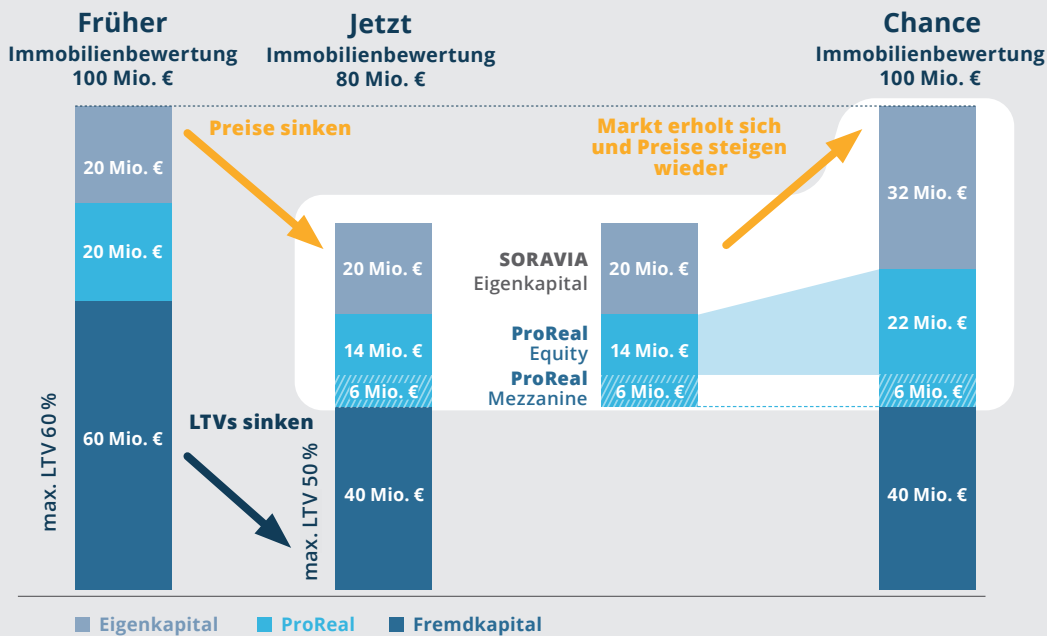 Früher
Immobilienbewertung
100 Mio. €
Jetzt
Immobilienbewertung
80 Mio. €
Chance
Immobilienbewertung
100 Mio. €
Preise sinken
Markt erholt sich
und Preise steigen
wieder
20 Mio. €
20 Mio. €
60 Mio. €
max. LTV 60 %
LTVs sinken
max. LTV 50 %
20 Mio. €
14 Mio. €
6 Mio. €
40 Mio. €
SORAVIA
Eigenkapital
ProReal
Equity
ProReal
Mezzanine
20 Mio. €
14 Mio. €
6 Mio. €
32 Mio. €
22 Mio. €
6 Mio. €
40 Mio. €
Eigenkapital ProReal Fremdkapital